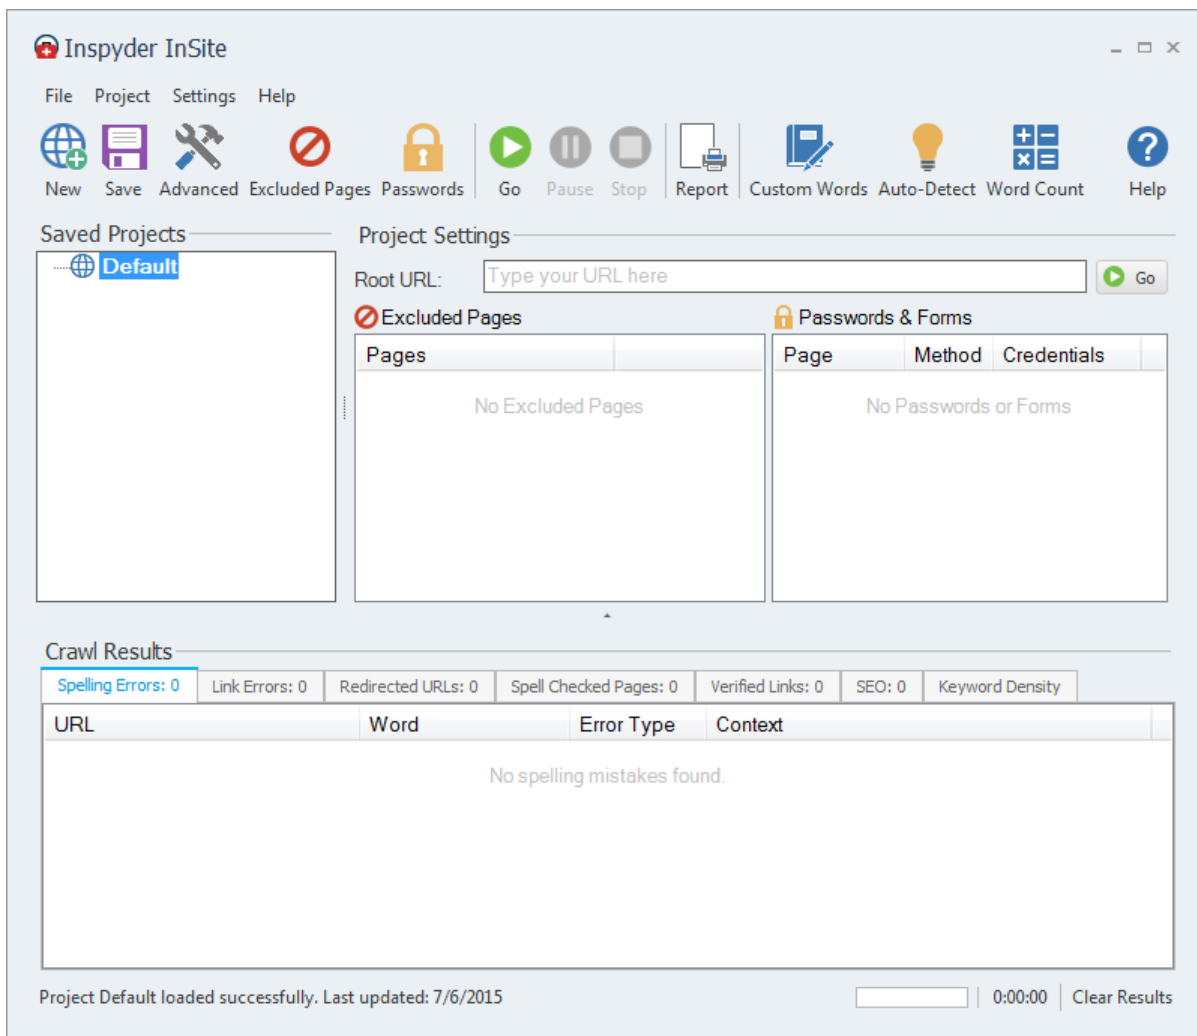 Inspyder InSite
File Project Settings Help
New Save Advanced Excluded Pages Passwords Go Pause Stop Report Custom Words Auto-Detect Word Count Help
Saved Projects
Default
Project Settings
Root URL: Type your URL here Go
Excluded Pages
Pages
No Excluded Pages
Passwords & Forms
Page Method Credentials
No Passwords or Forms
Crawl Results
Spelling Errors: 0 Link Errors: 0 Redirected URLs: 0 Spell Checked Pages: 0 Verified Links: 0 SEO: 0 Keyword Density
URL Word Error Type Context
No spelling mistakes found.
Project Default loaded successfully. Last updated: 7/6/2015 0:00:00 Clear Results